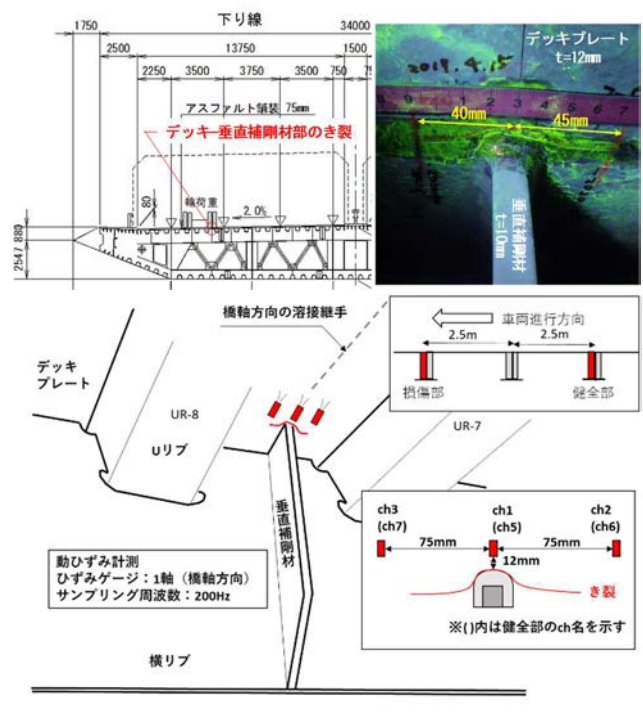 下り線
1750
34000
2500
13750
1500
2250
3500
3750
3500
750
アスファルト舗装 75mm
デッキ-垂直補剛材部のき裂
80
輪荷重
2.0%
880
2547
デッキプレート
t=12mm
2019.4.15
40mm
45mm
垂直補剛材
t=10mm
橋軸方向の溶接継手
車両進行方向
2.5m
2.5m
損傷部
健全部
デッキ
プレート
UR-8
Uリブ
UR-7
垂直補剛材
ch3
(ch7)
ch1
(ch5)
ch2
(ch6)
75mm
75mm
12mm
き裂
※()内は健全部のch名を示す
動ひずみ計測
ひずみゲージ：1軸（橋軸方向）
サンプリング周波数：200Hz
横リブ